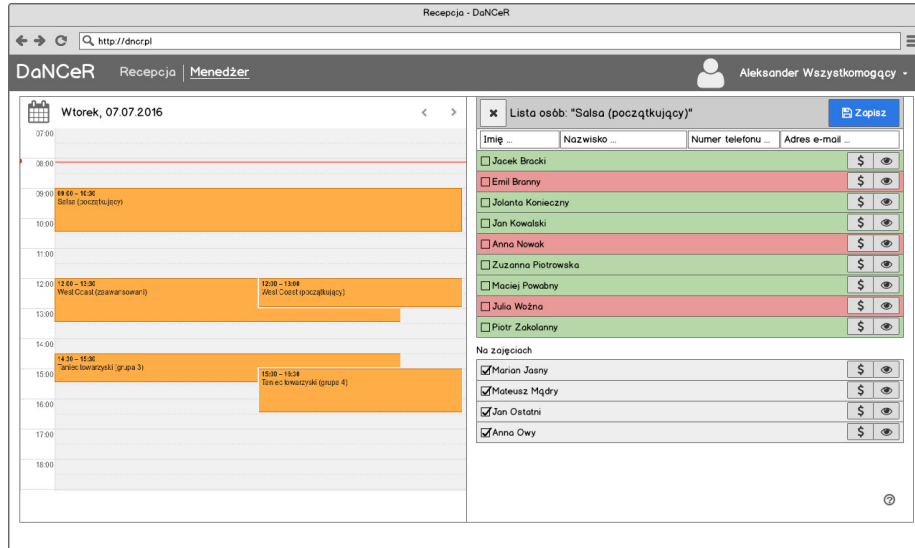 Recepcja - DaNCeR
http://dncr.pl
DaNCeR Recepcja | Menedżer Aleksander Wszystkomogący
Wtorek, 07.07.2016 < >
07:00
08:00
09:00
09:00 – 10:30
Salsa (początkujący)
10:00
11:00
12:00
12:00 – 13:30
West Coast (zaawansowani)
12:00 – 13:00
West Coast (początkujący)
13:00
14:00
14:30 – 15:30
Taniec towarzyski (grupa 3)
15:00
15:00 – 16:30
Taniec towarzyski (grupa 4)
16:00
17:00
18:00
× Lista osób: "Salsa (początkujący)" Zapisz
Imię ... Nazwisko ... Numer telefonu ... Adres e-mail ...
Jacek Bracki $
Emil Branny $
Jolanta Konieczny $
Jan Kowalski $
Anna Nowak $
Zuzanna Piotrowska $
Maciej Powabny $
Julia Woźna $
Piotr Zakolanny $
Na zajęciach
Marian Jasny $
Mateusz Mądry $
Jan Ostatni $
Anna Owy $
?